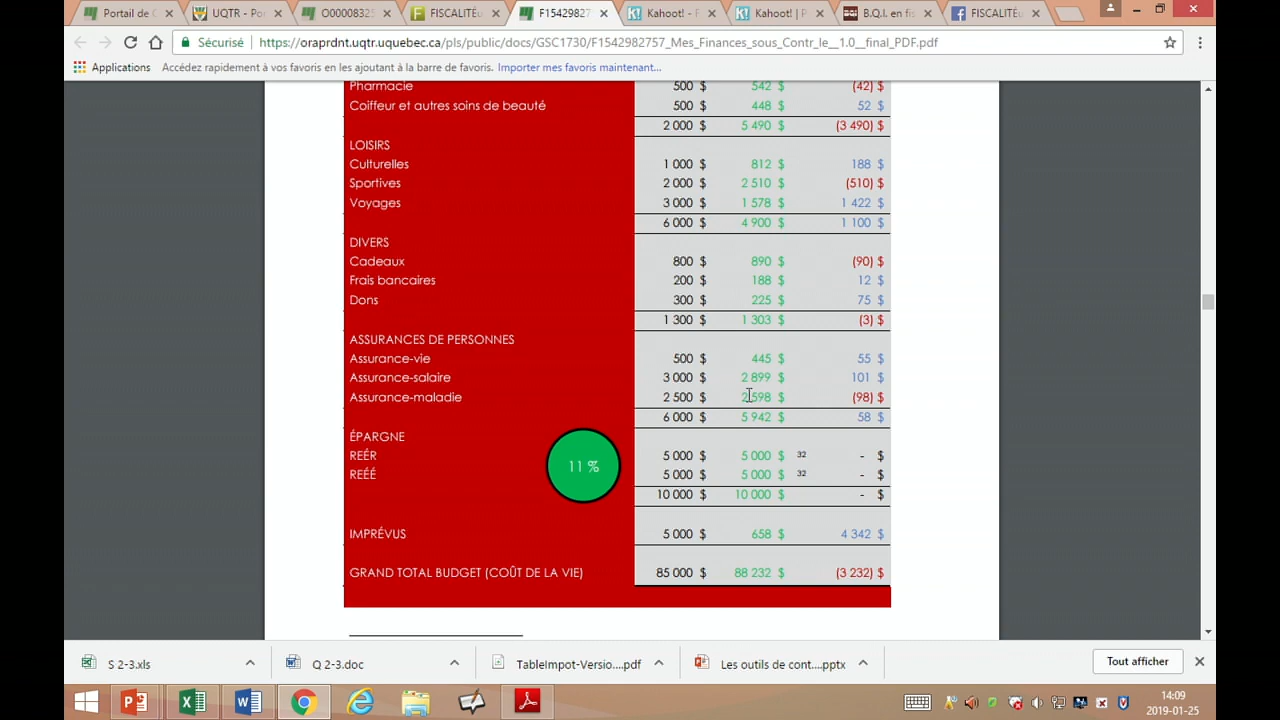 Portail de C
UQTR - Po
O00000832
FISCALITÉu
F15429827
Kahoot! - F
Kahoot! | P
B.Q.I. en fis
FISCALITÉu
Sécurisé https://oraprdnt.uqtr.uquebec.ca/pls/public/docs/GSC1730/F1542982757_Mes_Finances_sous_Contr_le__1.0__final_PDF.pdf
Applications Accédez rapidement à vos favoris en les ajoutant à la barre de favoris. Importer mes favoris maintenant...
Pharmacie 500 $ 542 $ (42) $
Coiffeur et autres soins de beauté 500 $ 448 $ 52 $
2 000 $ 5 490 $ (3 490) $
LOISIRS
Culturelles 1 000 $ 812 $ 188 $
Sportives 2 000 $ 2 510 $ (510) $
Voyages 3 000 $ 1 578 $ 1 422 $
6 000 $ 4 900 $ 1 100 $
DIVERS
Cadeaux 800 $ 890 $ (90) $
Frais bancaires 200 $ 188 $ 12 $
Dons 300 $ 225 $ 75 $
1 300 $ 1 303 $ (3) $
ASSURANCES DE PERSONNES
Assurance-vie 500 $ 445 $ 55 $
Assurance-salaire 3 000 $ 2 899 $ 101 $
Assurance-maladie 2 500 $ 2 598 $ (98) $
6 000 $ 5 942 $ 58 $
ÉPARGNE
REÉR 5 000 $ 5 000 $ 32 - $
11 %
REÉÉ 5 000 $ 5 000 $ 32 - $
10 000 $ 10 000 $ - $
IMPRÉVUS 5 000 $ 658 $ 4 342 $
GRAND TOTAL BUDGET (COÛT DE LA VIE) 85 000 $ 88 232 $ (3 232) $
S 2-3.xls
Q 2-3.doc
TableImpot-Versio....pdf
Les outils de cont....pptx
Tout afficher
14:09
2019-01-25